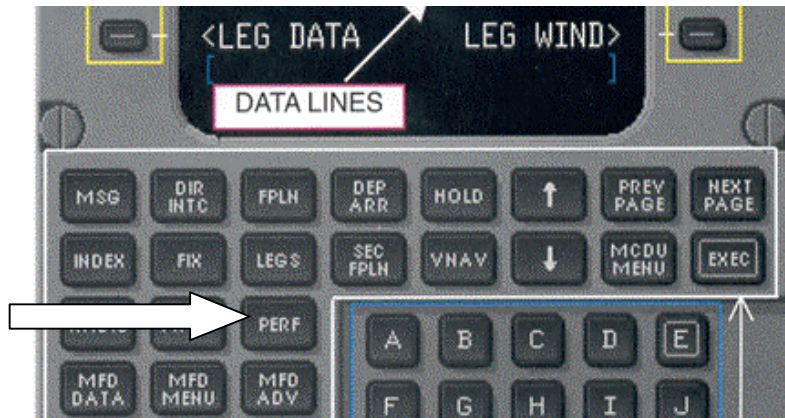 <LEG DATA LEG WIND>
[ ]
DATA LINES
MSG DIR INTC FPLN DEP ARR HOLD ↑ PREV PAGE NEXT PAGE
INDEX FIX LEGS SEC FPLN VNAV ↓ MCDU MENU EXEC
PERF
A B C D E
MFD DATA MFD MENU MFD ADV
F G H I J